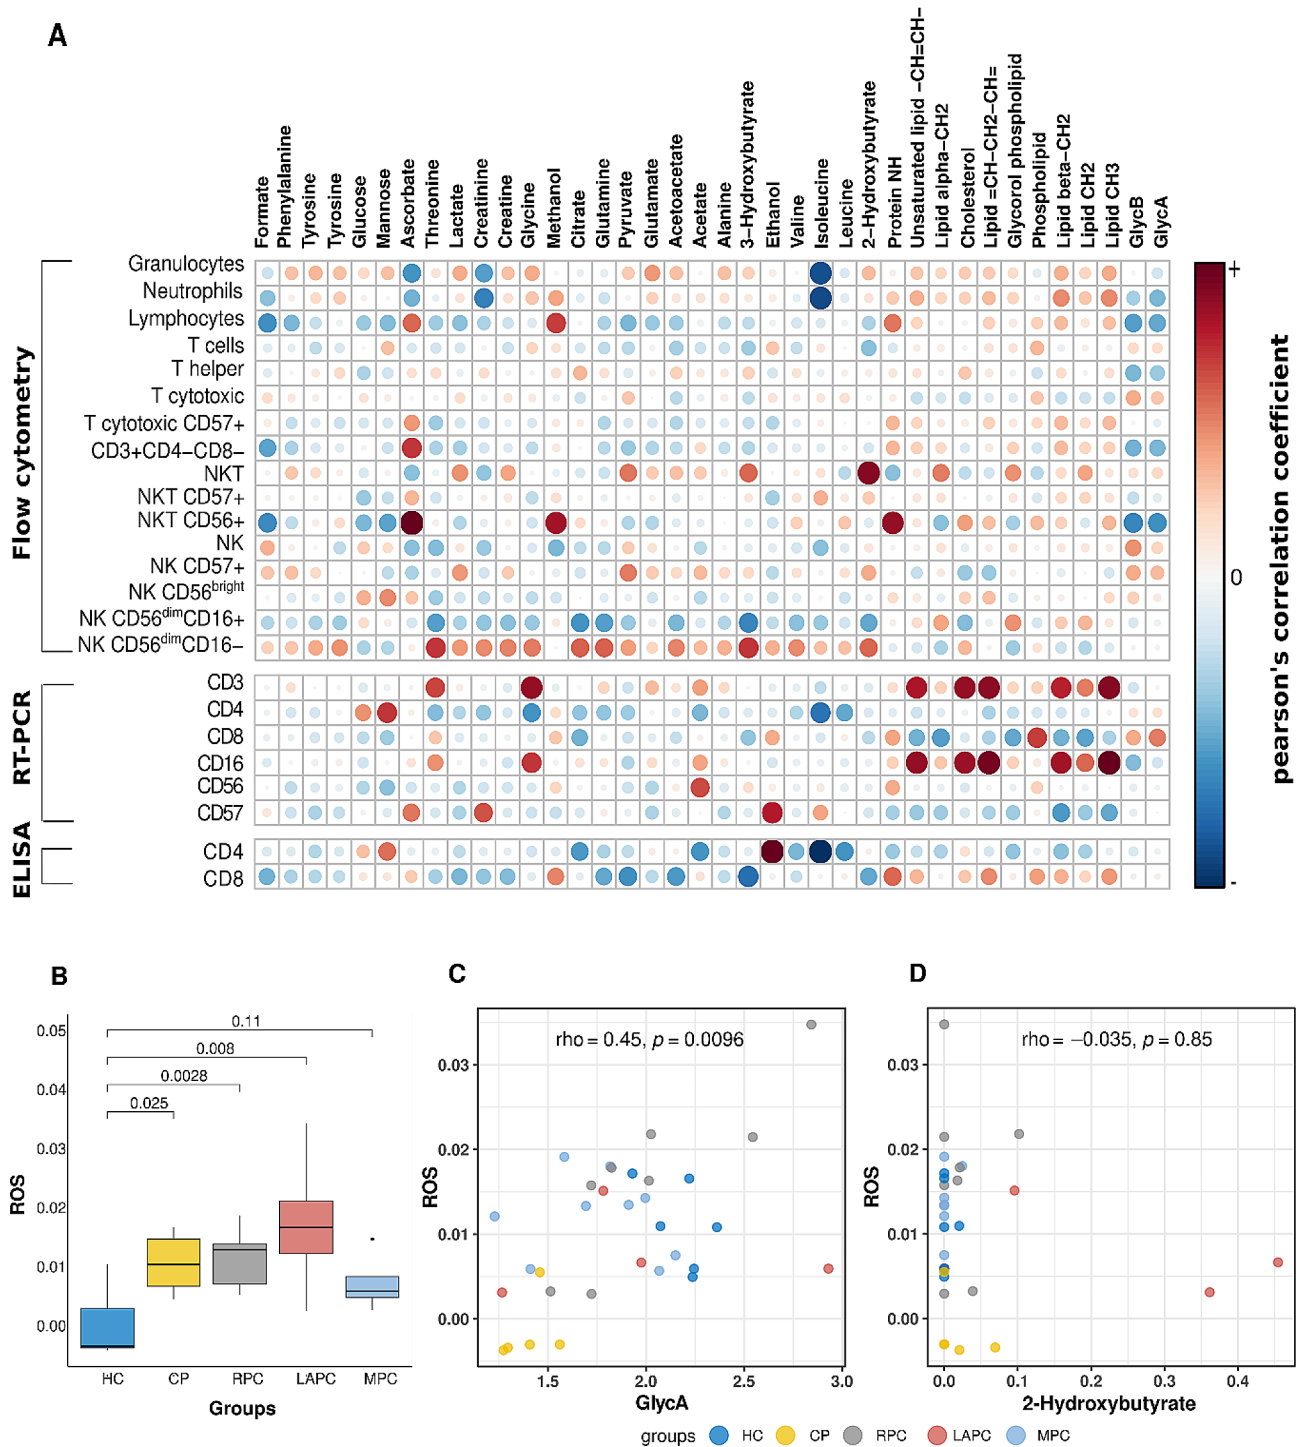 A
Formate
Phenylalanine
Tyrosine
Tyrosine
Glucose
Mannose
Ascorbate
Threonine
Lactate
Creatinine
Creatine
Glycine
Methanol
Citrate
Glutamine
Pyruvate
Glutamate
Acetoacetate
Acetate
Alanine
3−Hydroxybutyrate
Ethanol
Valine
Isoleucine
Leucine
2−Hydroxybutyrate
Protein NH
Unsaturated lipid −CH=CH−
Lipid alpha−CH2
Cholesterol
Lipid =CH−CH2−CH=
Glycorol phospholipid
Phospholipid
Lipid beta−CH2
Lipid CH2
Lipid CH3
GlycB
GlycA
Flow cytometry
Granulocytes
Neutrophils
Lymphocytes
T cells
T helper
T cytotoxic
T cytotoxic CD57+
CD3+CD4−CD8−
NKT
NKT CD57+
NKT CD56+
NK
NK CD57+
NK CD56bright
NK CD56dimCD16+
NK CD56dimCD16−
RT-PCR
CD3
CD4
CD8
CD16
CD56
CD57
ELISA
CD4
CD8
+
0
-
pearson's correlation coefficient
B
0.05
0.04
0.03
0.02
0.01
0.00
ROS
0.11
0.008
0.0028
0.025
HC CP RPC LAPC MPC
Groups
C
rho = 0.45, p = 0.0096
0.03
0.02
0.01
0.00
ROS
1.5 2.0 2.5 3.0
GlycA
D
rho = −0.035, p = 0.85
0.03
0.02
0.01
0.00
ROS
0.0 0.1 0.2 0.3 0.4
2-Hydroxybutyrate
groups HC CP RPC LAPC MPC